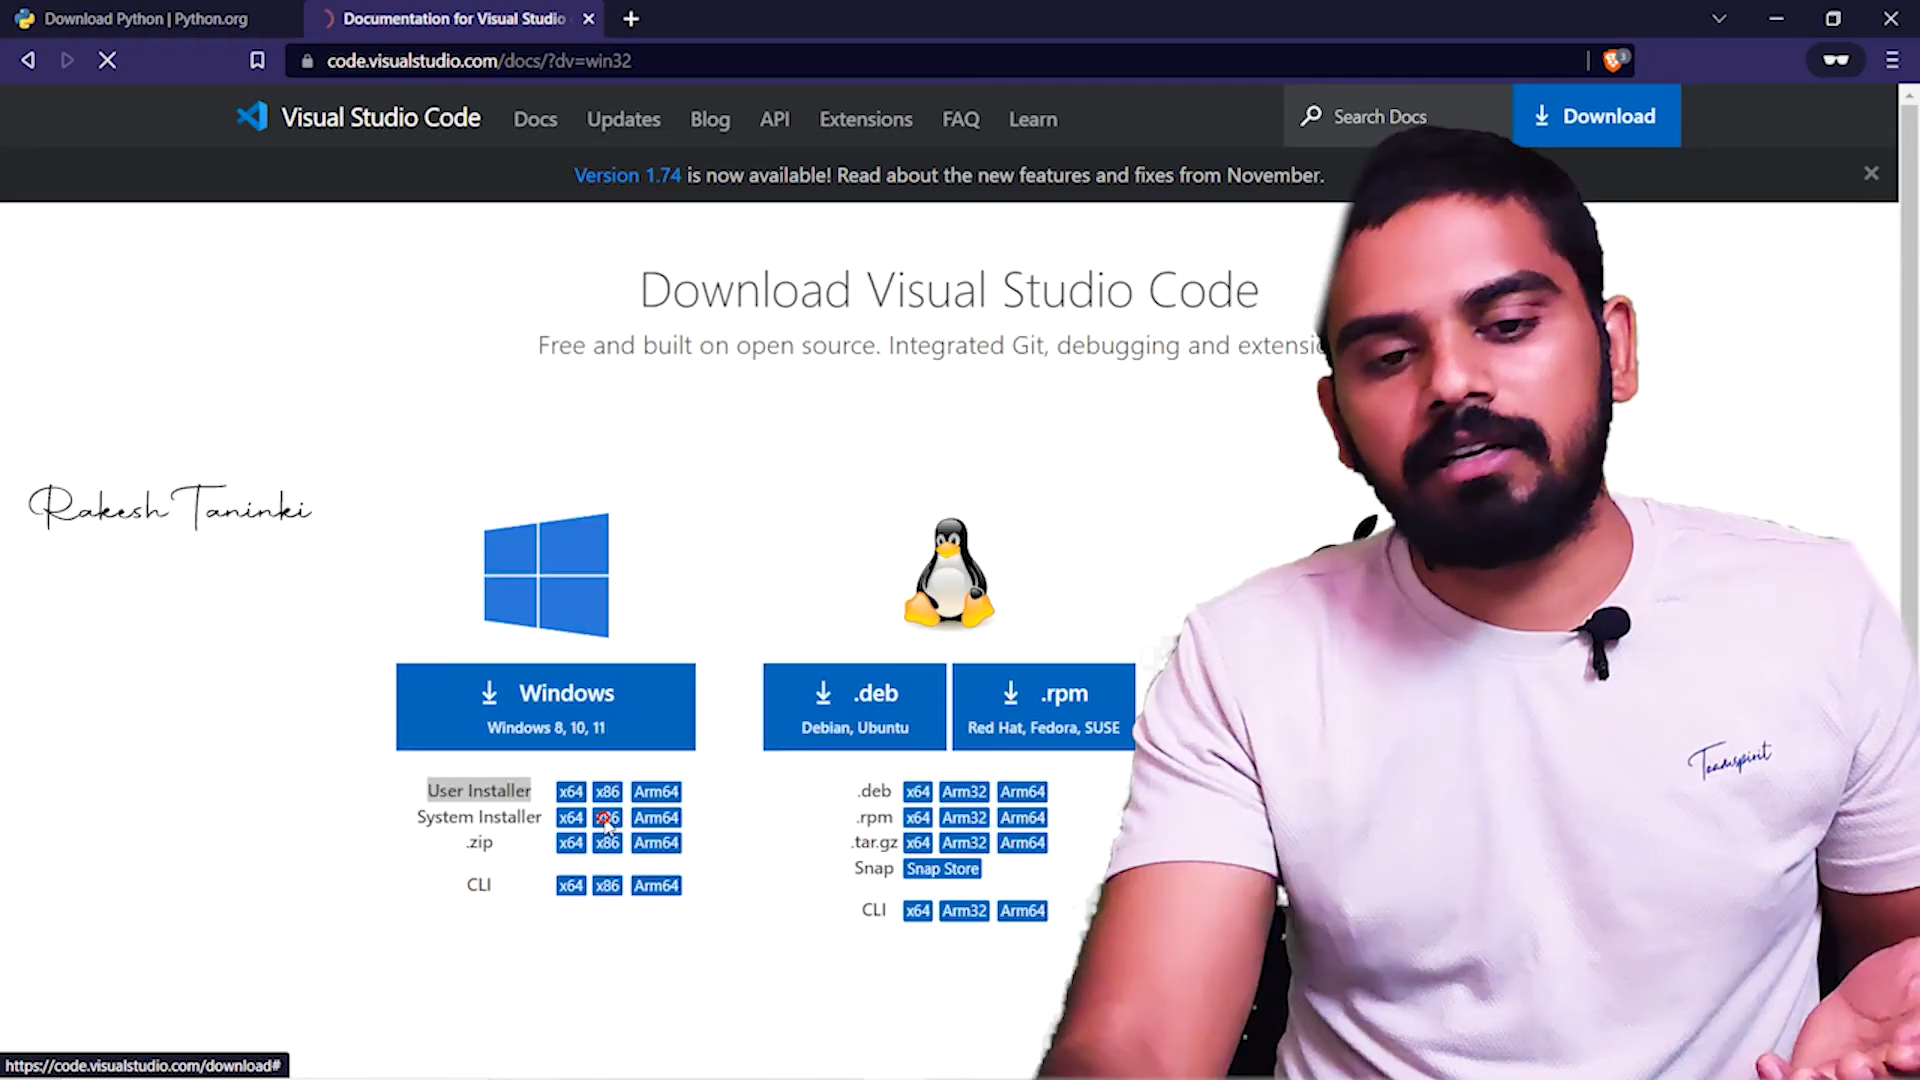 Download Python | Python.org
Documentation for Visual Studio
code.visualstudio.com/docs/?dv=win32
3
Visual Studio Code Docs Updates Blog API Extensions FAQ Learn Search Docs Download
Version 1.74 is now available! Read about the new features and fixes from November.
Download Visual Studio Code
Free and built on open source. Integrated Git, debugging and
Rakesh Taninki
Windows
Windows 8, 10, 11
.deb
Debian, Ubuntu
.rpm
Red Hat, Fedora, SUSE
User Installer x64 x86 Arm64
System Installer x64 x86 Arm64
.zip x64 x86 Arm64
CLI x64 x86 Arm64
.deb x64 Arm32 Arm64
.rpm x64 Arm32 Arm64
.tar.gz x64 Arm32 Arm64
Snap Snap Store
CLI x64 Arm32 Arm64
Teamspirit
https://code.visualstudio.com/download#